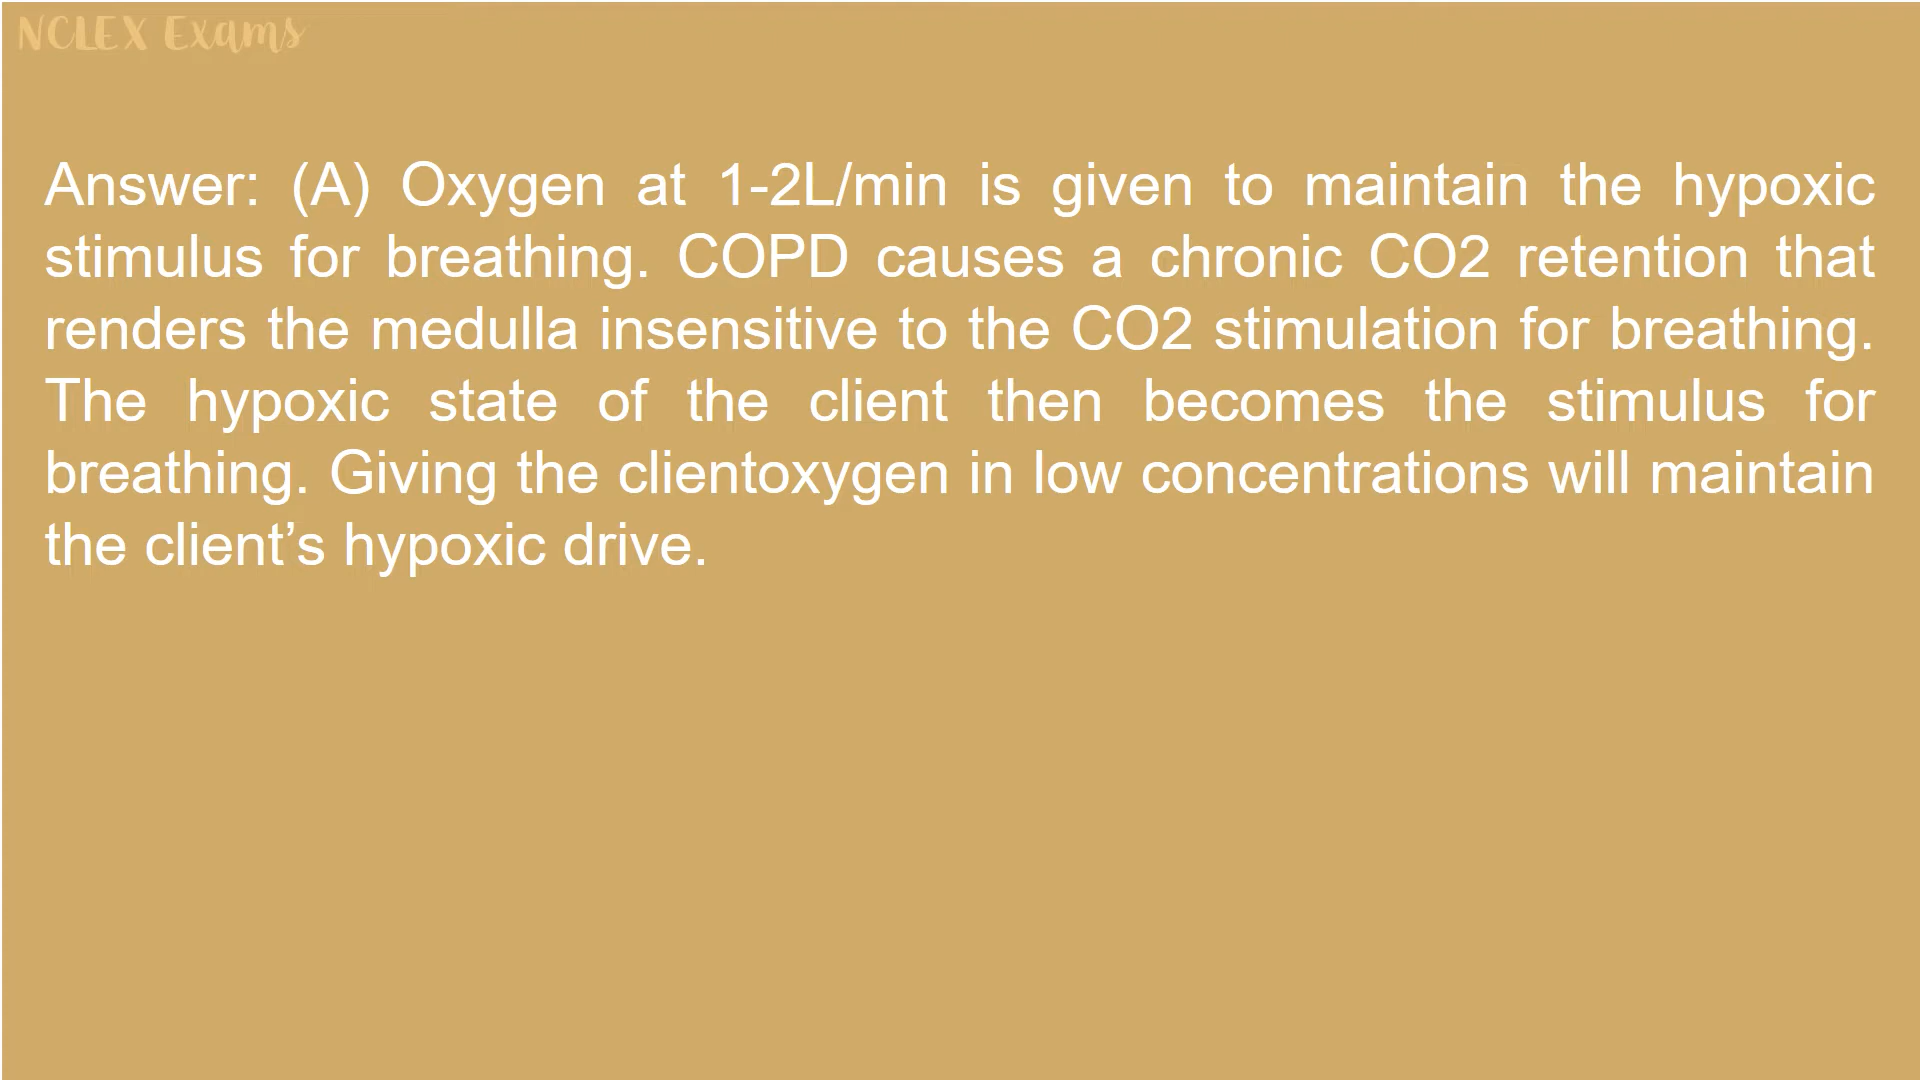 NCLEX Exams
Answer: (A) Oxygen at 1-2L/min is given to maintain the hypoxic
stimulus for breathing. COPD causes a chronic CO2 retention that
renders the medulla insensitive to the CO2 stimulation for breathing.
The hypoxic state of the client then becomes the stimulus for
breathing. Giving the clientoxygen in low concentrations will maintain
the client’s hypoxic drive.